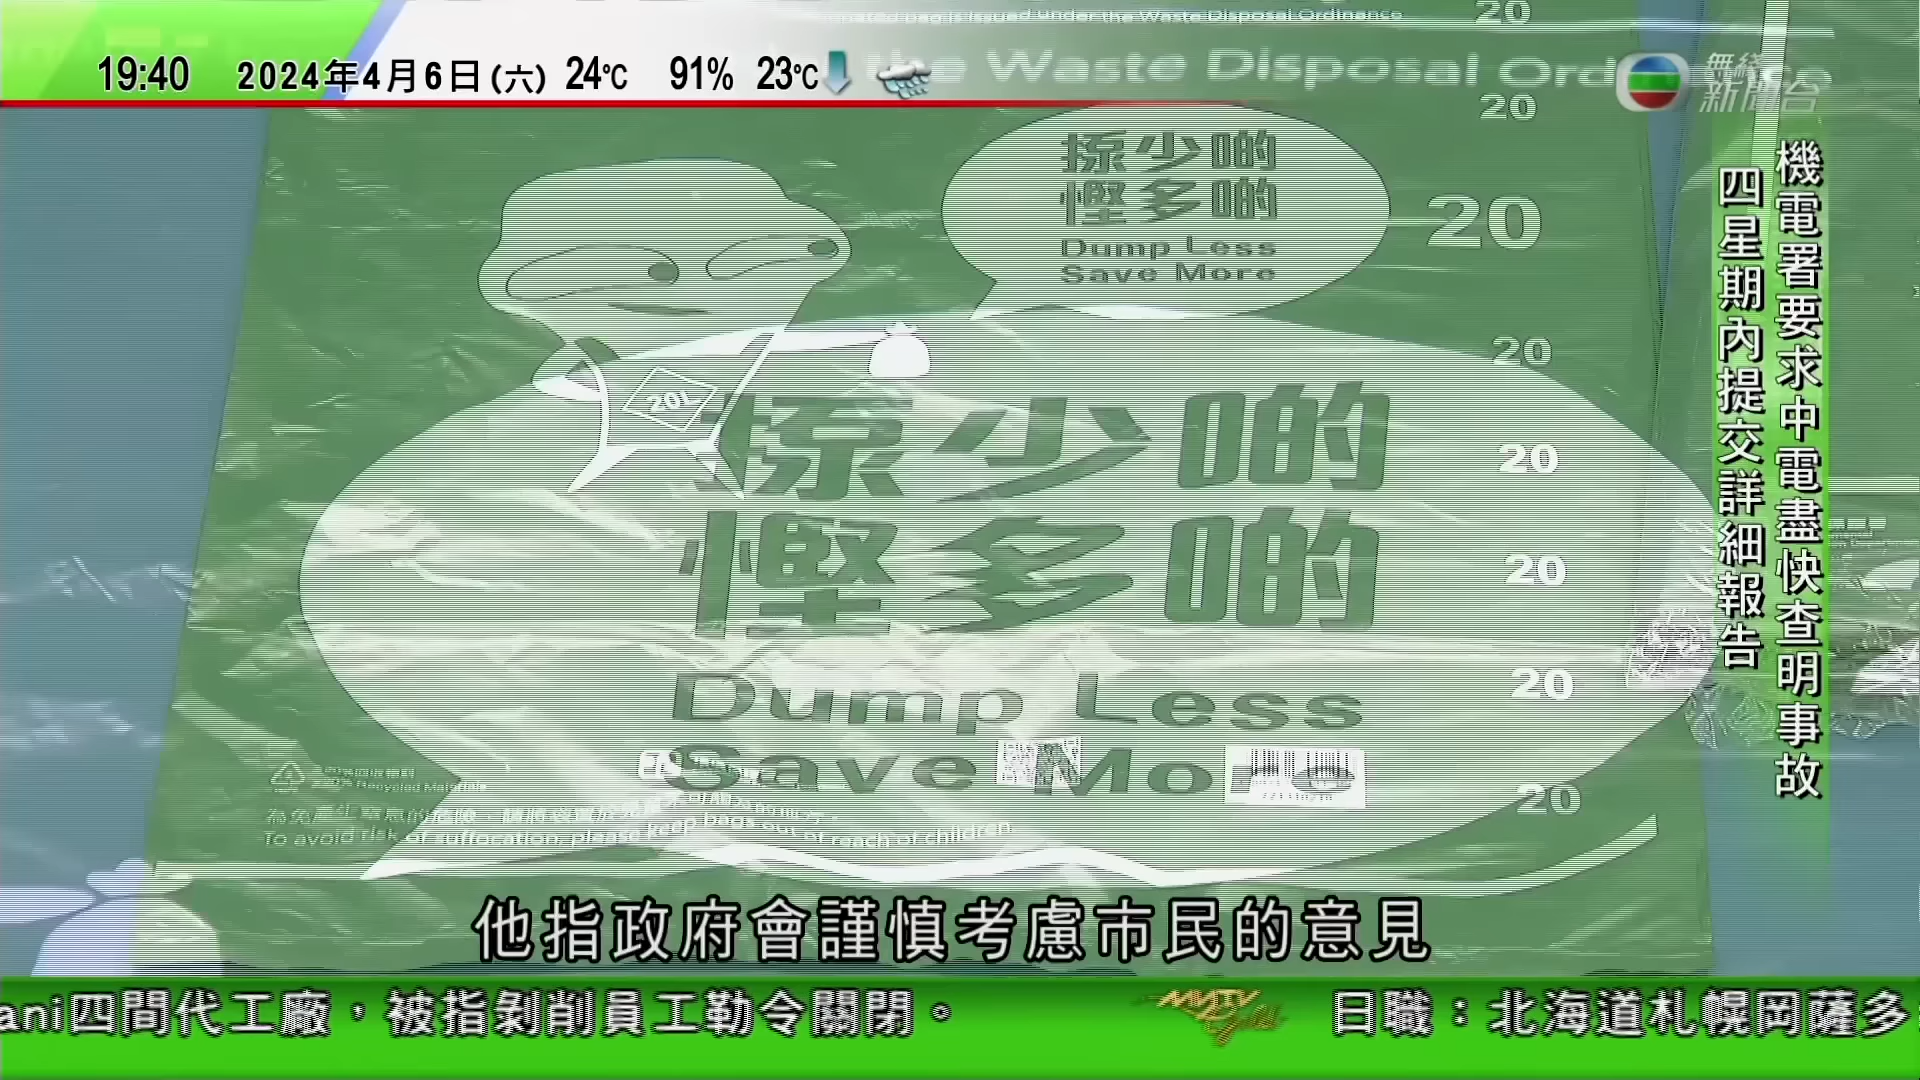 19:40 2024年4月6日(六) 24℃ 91% 23℃
the Waste Disposal Ord
無綫
新聞台
機電署要求中電盡快查明事故
四星期內提交詳細報告
20
20
20
20
20
20
20
20
揼少啲
慳多啲
Dump Less
Save More
20L
揼少啲
慳多啲
Dump Less
Save Mor
Recycled Materials
To avoid risk of suffocation, please keep bags out of reach of children.
他指政府會謹慎考慮市民的意見
ani四間代工廠，被指剝削員工勒令關閉。
日職：北海道札幌岡薩多